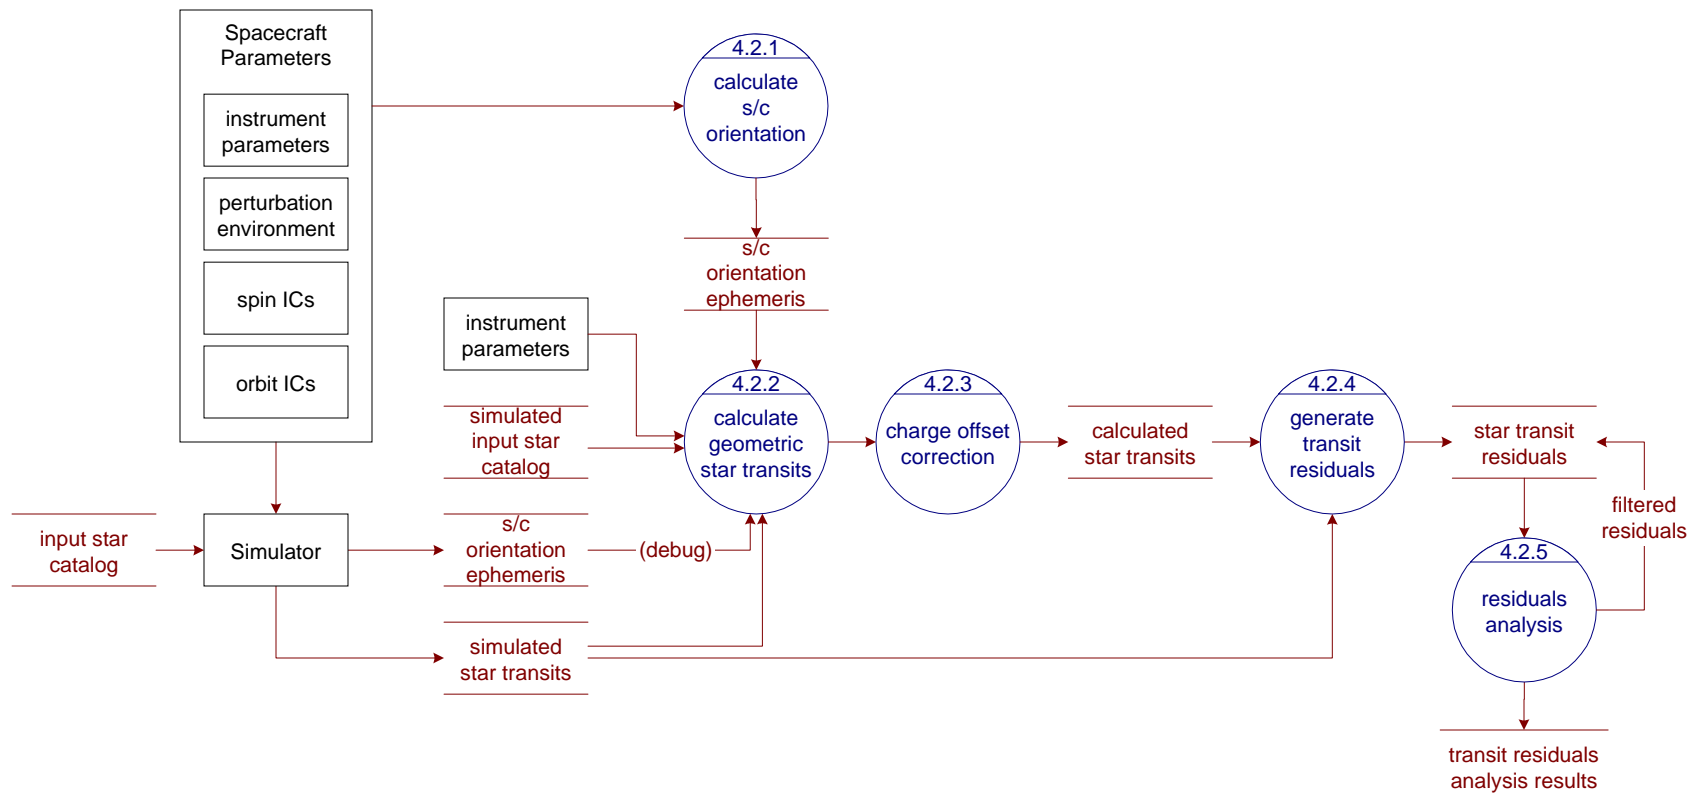 Spacecraft
Parameters
instrument
parameters
perturbation
environment
spin ICs
orbit ICs
4.2.1
calculate
s/c
orientation
s/c
orientation
ephemeris
instrument
parameters
simulated
input star
catalog
4.2.2
calculate
geometric
star transits
4.2.3
charge offset
correction
calculated
star transits
4.2.4
generate
transit
residuals
star transit
residuals
filtered
residuals
input star
catalog
Simulator
s/c
orientation
ephemeris
(debug)
simulated
star transits
4.2.5
residuals
analysis
transit residuals
analysis results